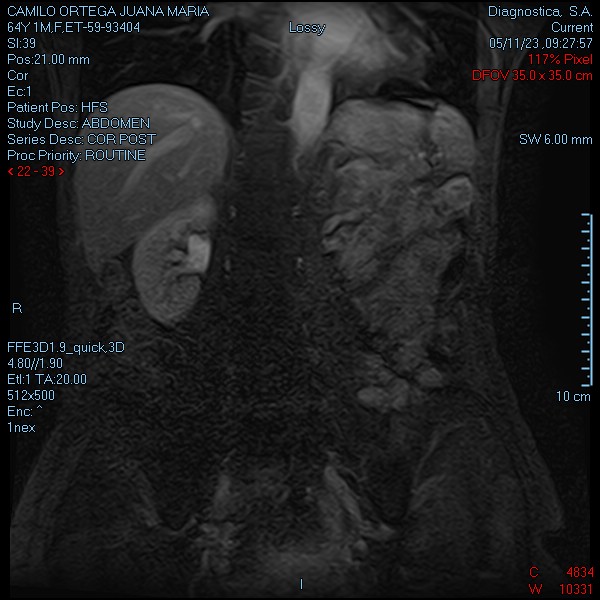 CAMILO ORTEGA JUANA MARIA
64Y 1M,F,ET-59-93404
Sl:39
Pos:21.00 mm
Cor
Ec:1
Patient Pos: HFS
Study Desc: ABDOMEN
Series Desc: COR POST
Proc Priority: ROUTINE
< 22 - 39 >
Lossy
Diagnostica, S.A.
Current
05/11/23 ,09:27:57
117% Pixel
DFOV 35.0 x 35.0 cm
SW 6.00 mm
R
10 cm
FFE3D1.9_quick,3D
4.80//1.90
Etl:1 TA:20.00
512x500
Enc: ^
1nex
I
C 4834
W 10331